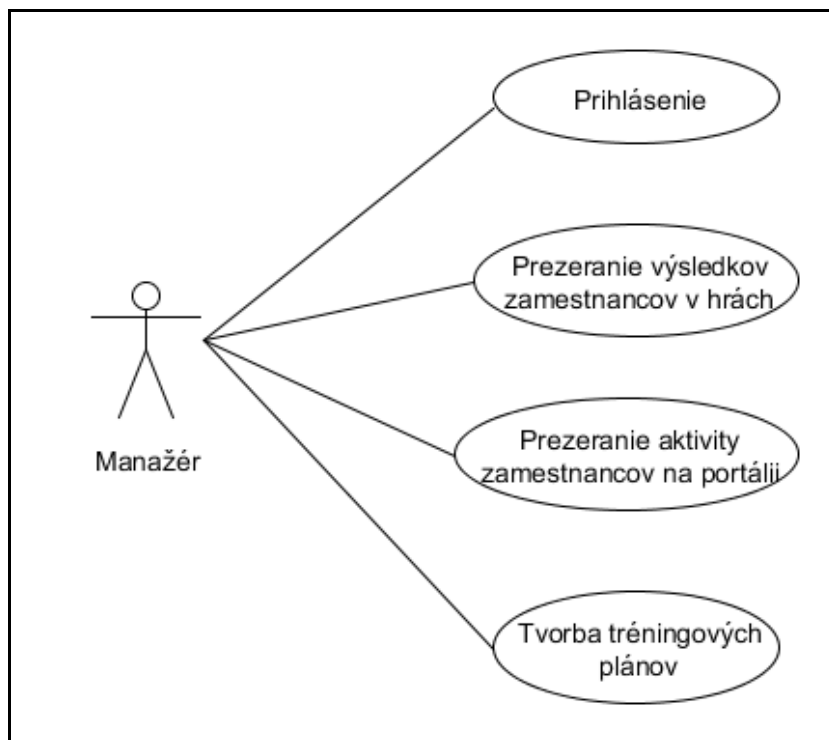 Prihlásenie
Prezeranie výsledkov
zamestnancov v hrách
Manažér
Prezeranie aktivity
zamestnancov na portálii
Tvorba tréningových
plánov